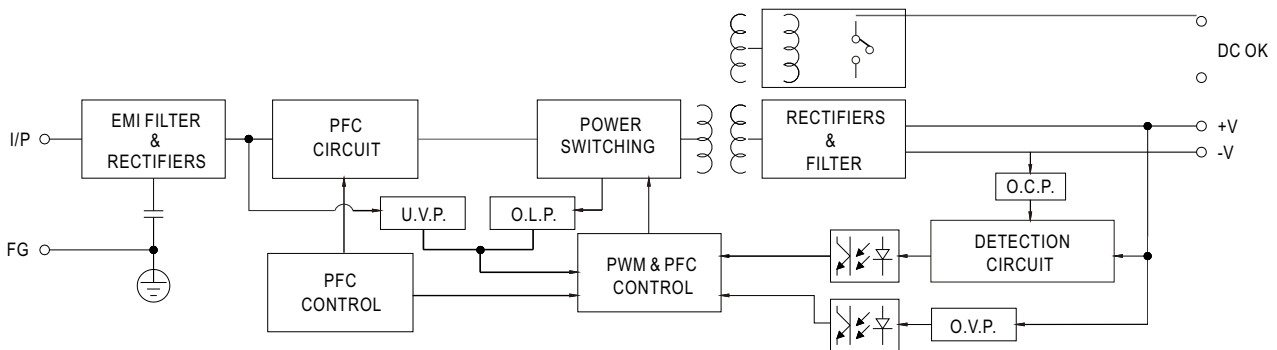 DC OK
I/P
EMI FILTER
&
RECTIFIERS
PFC
CIRCUIT
POWER
SWITCHING
RECTIFIERS
&
FILTER
+V
-V
O.C.P.
U.V.P.
O.L.P.
FG
PFC
CONTROL
PWM & PFC
CONTROL
DETECTION
CIRCUIT
O.V.P.